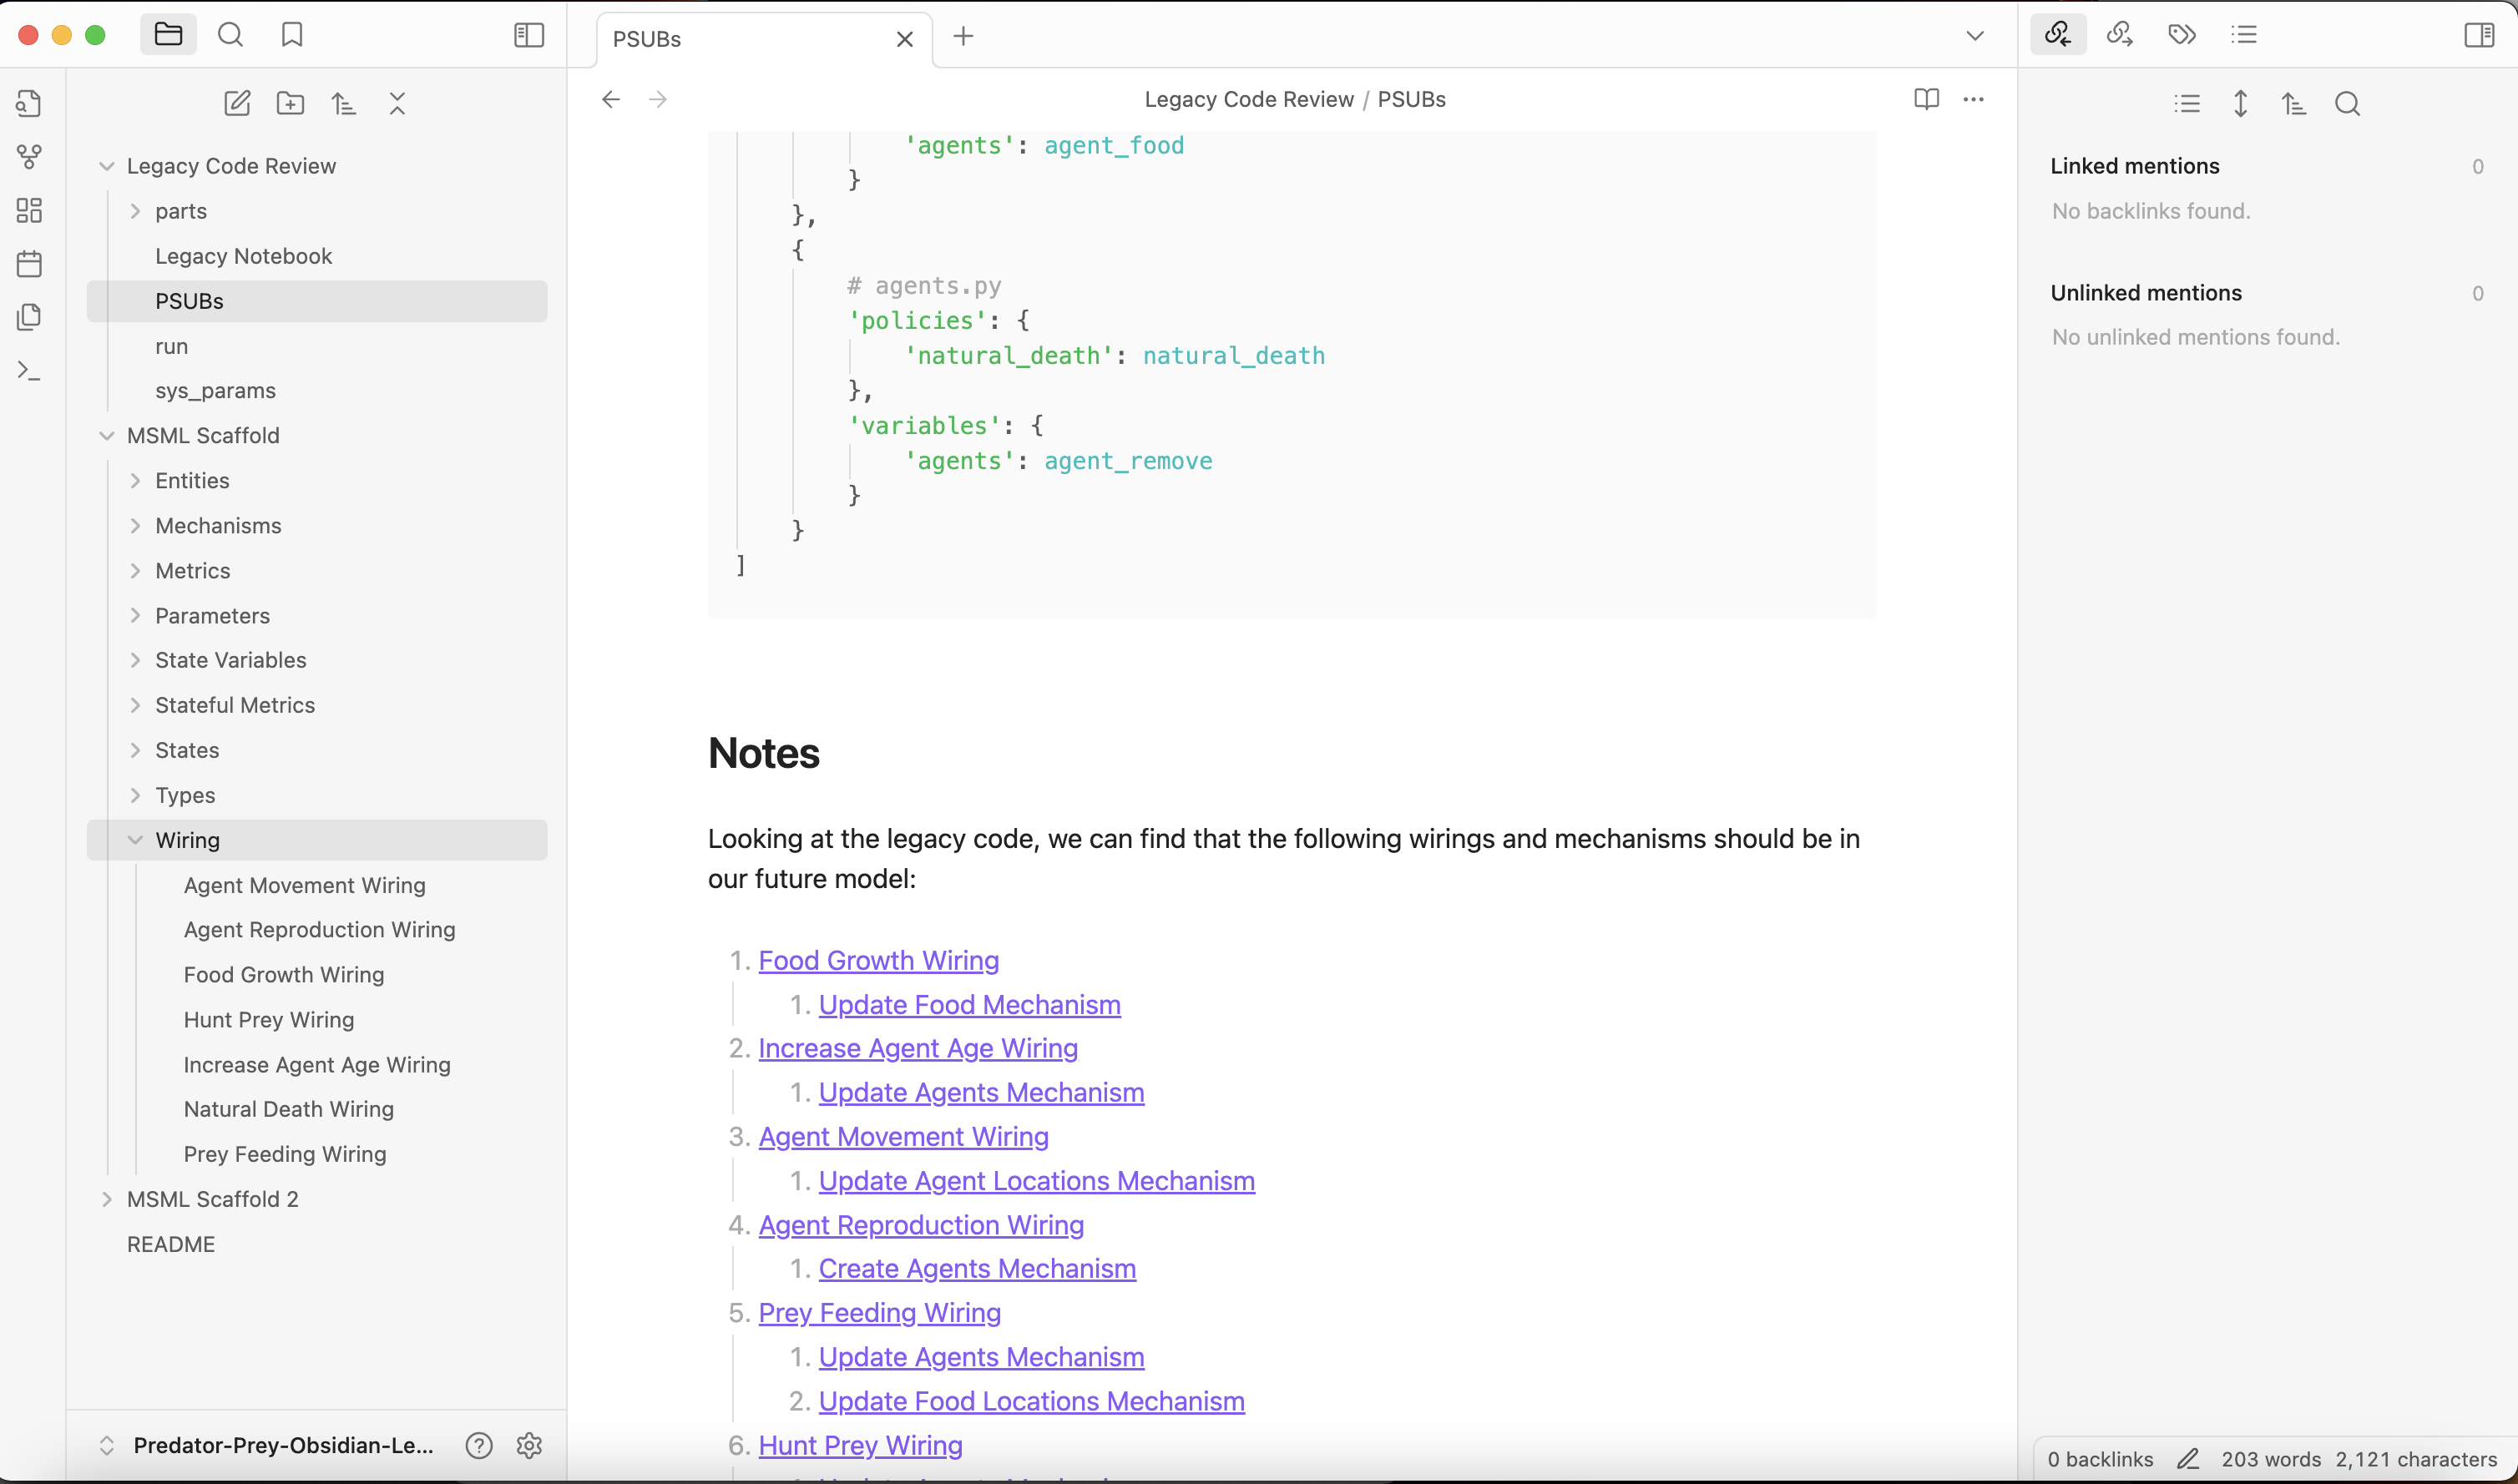 PSUBs
Legacy Code Review / PSUBs
Legacy Code Review
parts
Legacy Notebook
PSUBs
run
sys_params
MSML Scaffold
Entities
Mechanisms
Metrics
Parameters
State Variables
Stateful Metrics
States
Types
Wiring
Agent Movement Wiring
Agent Reproduction Wiring
Food Growth Wiring
Hunt Prey Wiring
Increase Agent Age Wiring
Natural Death Wiring
Prey Feeding Wiring
MSML Scaffold 2
README
Predator-Prey-Obsidian-Le...
'agents': agent_food
}
},
{
# agents.py
'policies': {
'natural_death': natural_death
},
'variables': {
'agents': agent_remove
}
}
]
Notes
Looking at the legacy code, we can find that the following wirings and mechanisms should be in
our future model:
1. Food Growth Wiring
1. Update Food Mechanism
2. Increase Agent Age Wiring
1. Update Agents Mechanism
3. Agent Movement Wiring
1. Update Agent Locations Mechanism
4. Agent Reproduction Wiring
1. Create Agents Mechanism
5. Prey Feeding Wiring
1. Update Agents Mechanism
2. Update Food Locations Mechanism
6. Hunt Prey Wiring
Linked mentions 0
No backlinks found.
Unlinked mentions 0
No unlinked mentions found.
0 backlinks 203 words 2,121 characters